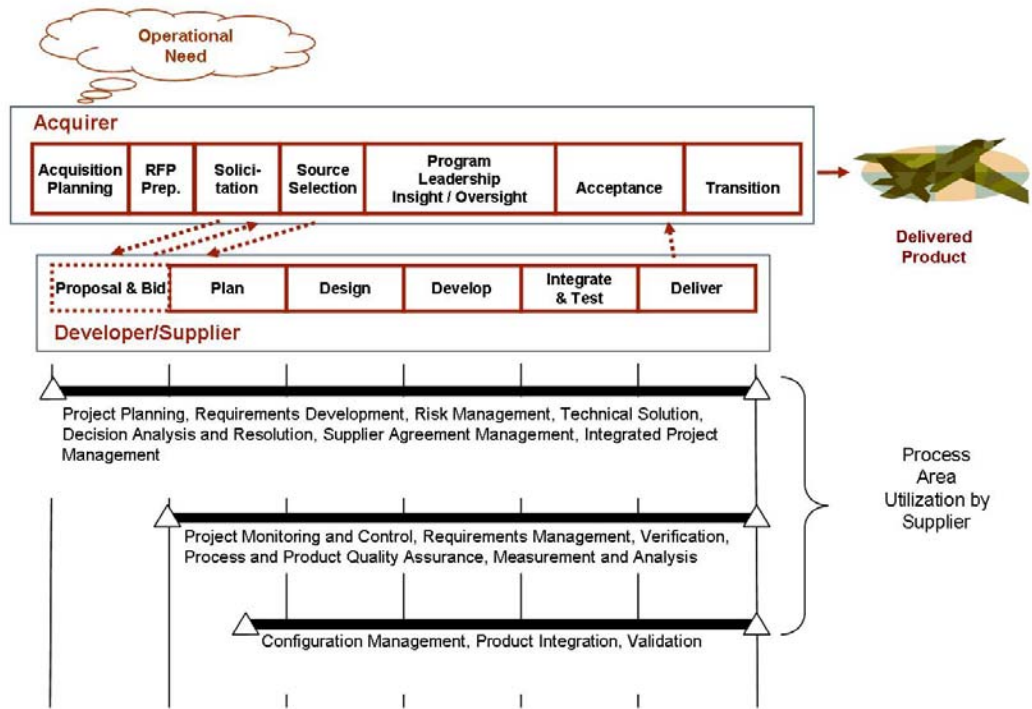 Operational
Need
Acquirer
Acquisition
Planning
RFP
Prep.
Solici-
tation
Source
Selection
Program
Leadership
Insight / Oversight
Acceptance
Transition
Delivered
Product
Proposal & Bid
Plan
Design
Develop
Integrate
& Test
Deliver
Developer/Supplier
Project Planning, Requirements Development, Risk Management, Technical Solution,
Decision Analysis and Resolution, Supplier Agreement Management, Integrated Project
Management
Process
Area
Utilization by
Supplier
Project Monitoring and Control, Requirements Management, Verification,
Process and Product Quality Assurance, Measurement and Analysis
Configuration Management, Product Integration, Validation